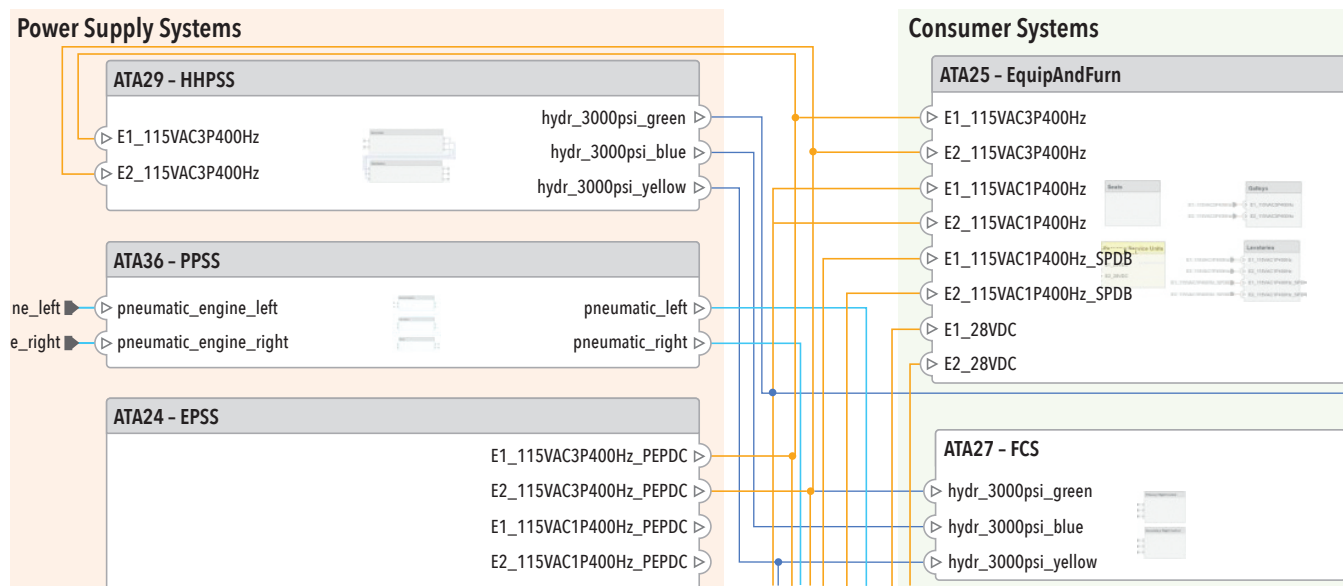 Power Supply Systems
ATA29 – HHPSS
E1_115VAC3P400Hz
E2_115VAC3P400Hz
hydr_3000psi_green
hydr_3000psi_blue
hydr_3000psi_yellow
ATA36 – PPSS
ne_left
e_right
pneumatic_engine_left
pneumatic_engine_right
pneumatic_left
pneumatic_right
ATA24 – EPSS
E1_115VAC3P400Hz_PEPDC
E2_115VAC3P400Hz_PEPDC
E1_115VAC1P400Hz_PEPDC
E2_115VAC1P400Hz_PEPDC
Consumer Systems
ATA25 – EquipAndFurn
E1_115VAC3P400Hz
E2_115VAC3P400Hz
E1_115VAC1P400Hz
E2_115VAC1P400Hz
E1_115VAC1P400Hz_SPDB
E2_115VAC1P400Hz_SPDB
E1_28VDC
E2_28VDC
Seats
Galleys
Service Units
Lavatories
ATA27 – FCS
hydr_3000psi_green
hydr_3000psi_blue
hydr_3000psi_yellow